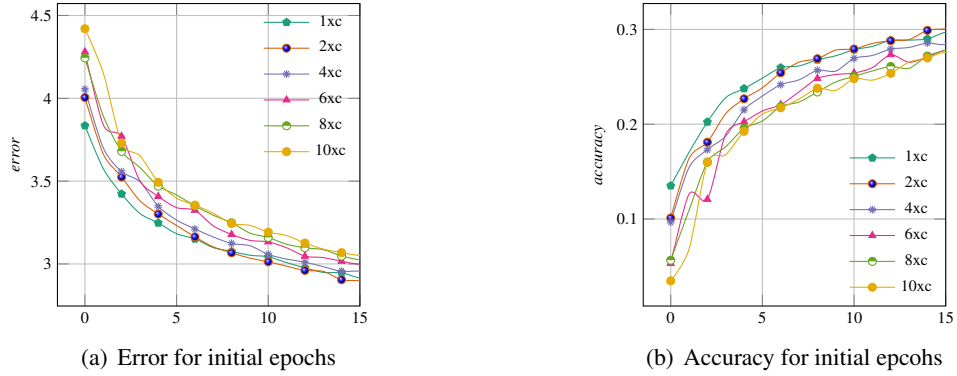 4.5
4
3.5
3
error
0
5
10
15
1xc
2xc
4xc
6xc
8xc
10xc
(a) Error for initial epochs
0.3
0.2
0.1
accuracy
0
5
10
15
1xc
2xc
4xc
6xc
8xc
10xc
(b) Accuracy for initial epcohs